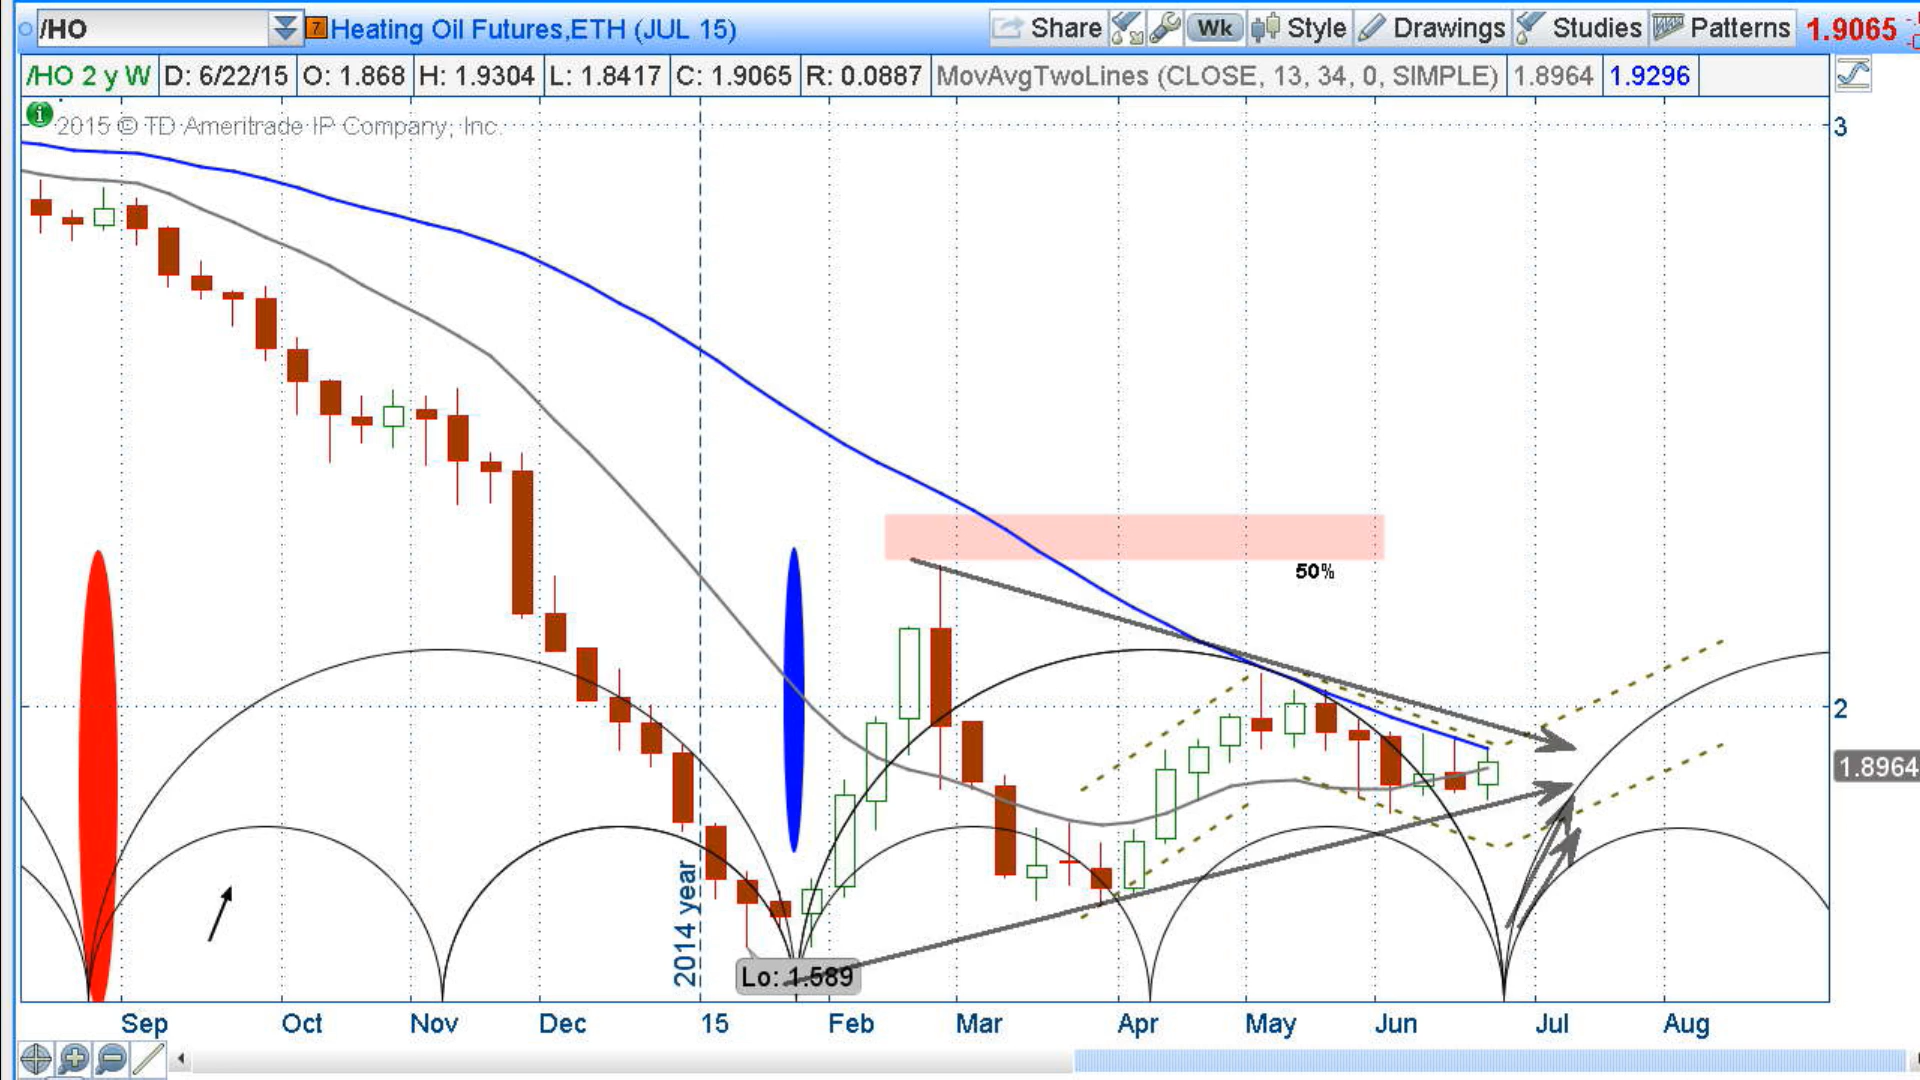 /HO 7 Heating Oil Futures,ETH (JUL 15) Share Wk Style Drawings Studies Patterns 1.9065
/HO 2 y W D: 6/22/15 O: 1.868 H: 1.9304 L: 1.8417 C: 1.9065 R: 0.0887 MovAvgTwoLines (CLOSE, 13, 34, 0, SIMPLE) 1.8964 1.9296
2015 © TD Ameritrade IP Company, Inc.
3
50%
2
1.8964
2014 year
Lo: 1.589
Sep Oct Nov Dec 15 Feb Mar Apr May Jun Jul Aug